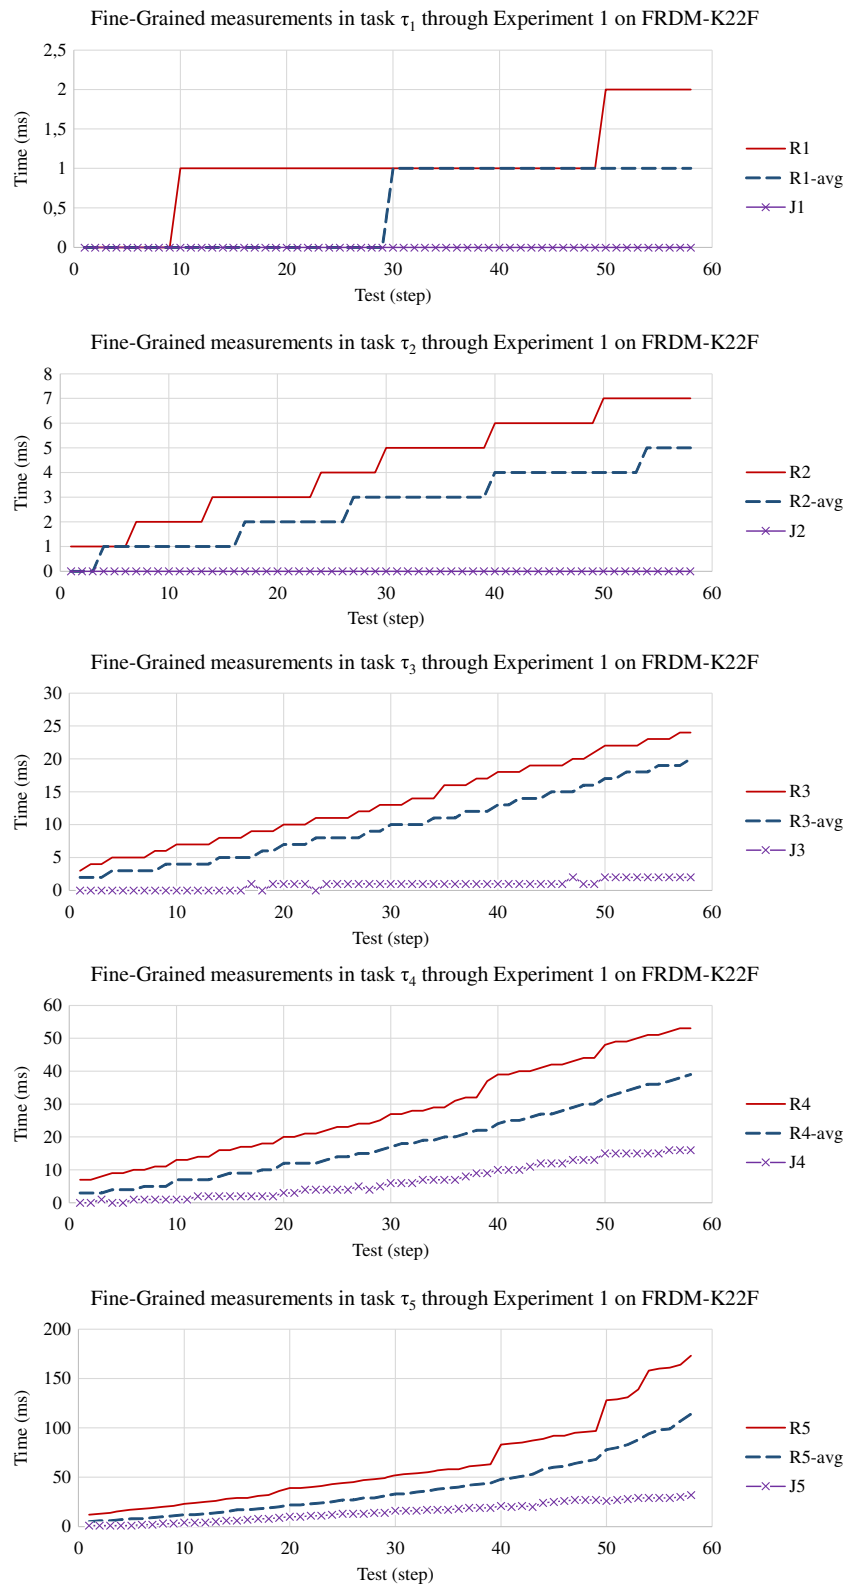 Fine-Grained measurements in task τ₁ through Experiment 1 on FRDM-K22F
2,5
2
1,5
1
0,5
0
0 10 20 30 40 50 60
Time (ms)
Test (step)
R1
R1-avg
J1
Fine-Grained measurements in task τ₂ through Experiment 1 on FRDM-K22F
8
7
6
5
4
3
2
1
0
0 10 20 30 40 50 60
Time (ms)
Test (step)
R2
R2-avg
J2
Fine-Grained measurements in task τ₃ through Experiment 1 on FRDM-K22F
30
25
20
15
10
5
0
0 10 20 30 40 50 60
Time (ms)
Test (step)
R3
R3-avg
J3
Fine-Grained measurements in task τ₄ through Experiment 1 on FRDM-K22F
60
50
40
30
20
10
0
0 10 20 30 40 50 60
Time (ms)
Test (step)
R4
R4-avg
J4
Fine-Grained measurements in task τ₅ through Experiment 1 on FRDM-K22F
200
150
100
50
0
0 10 20 30 40 50 60
Time (ms)
Test (step)
R5
R5-avg
J5